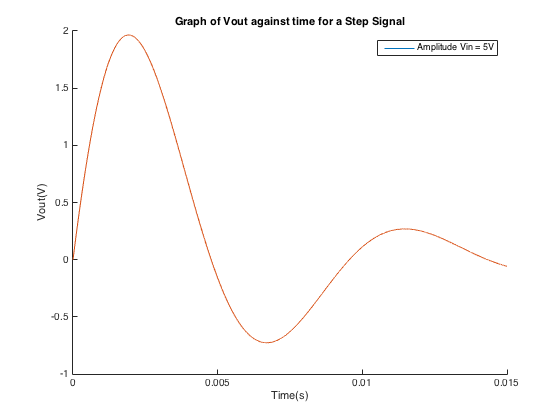 Graph of Vout against time for a Step Signal
Amplitude Vin = 5V
2
1.5
1
0.5
0
-0.5
-1
Vout(V)
0
0.005
0.01
0.015
Time(s)